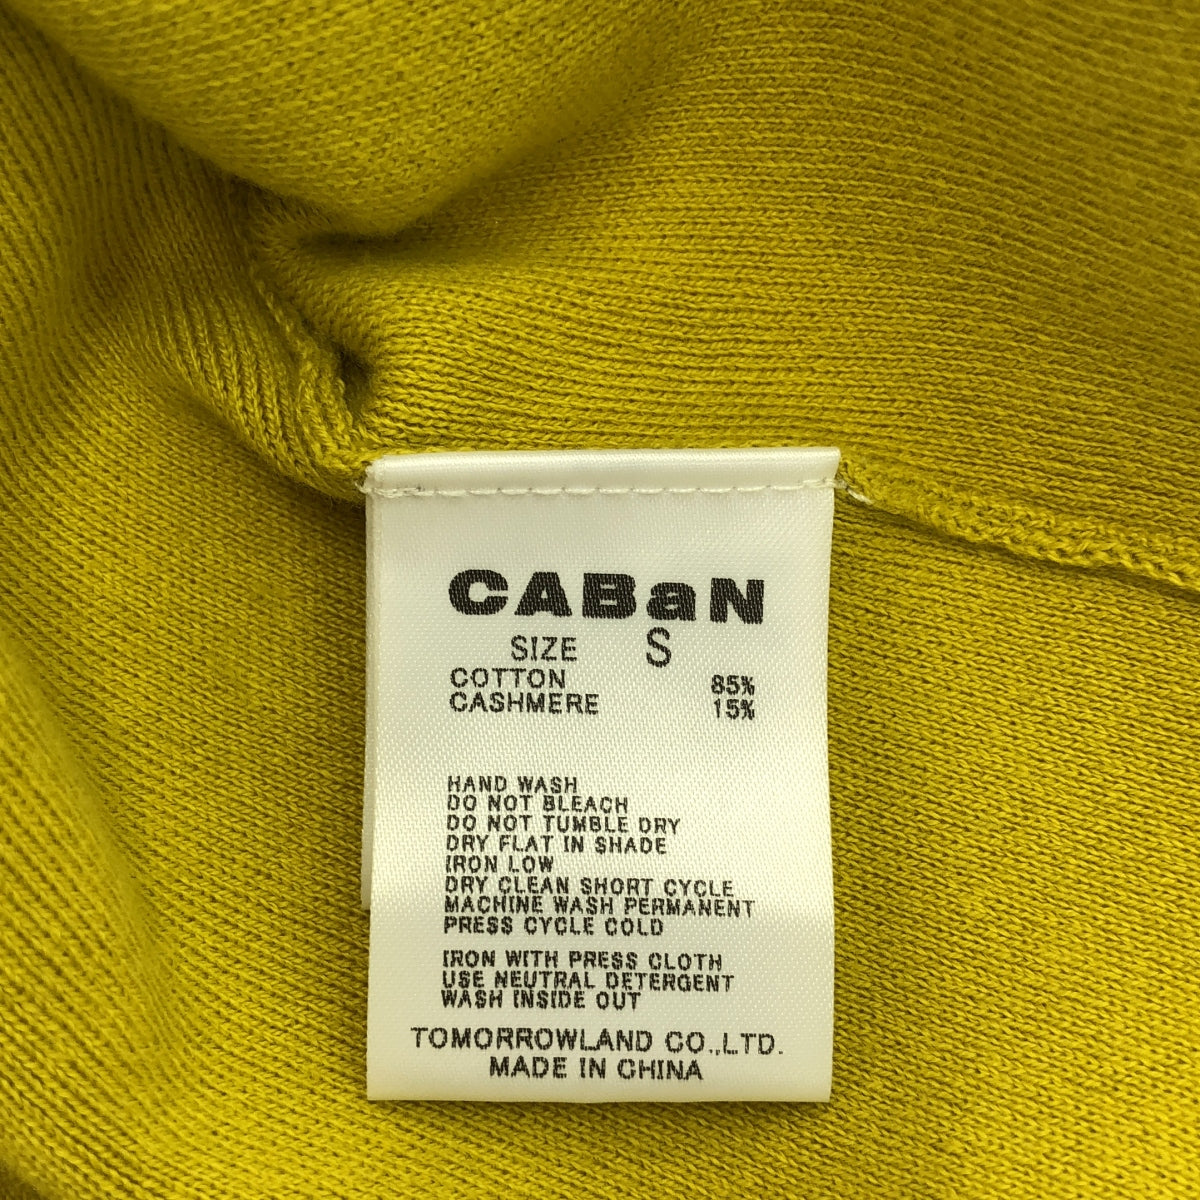 CABaN
SIZE S
COTTON 85%
CASHMERE 15%
HAND WASH
DO NOT BLEACH
DO NOT TUMBLE DRY
DRY FLAT IN SHADE
IRON LOW
DRY CLEAN SHORT CYCLE
MACHINE WASH PERMANENT
PRESS CYCLE COLD
IRON WITH PRESS CLOTH
USE NEUTRAL DETERGENT
WASH INSIDE OUT
TOMORROWLAND CO.,LTD.
MADE IN CHINA